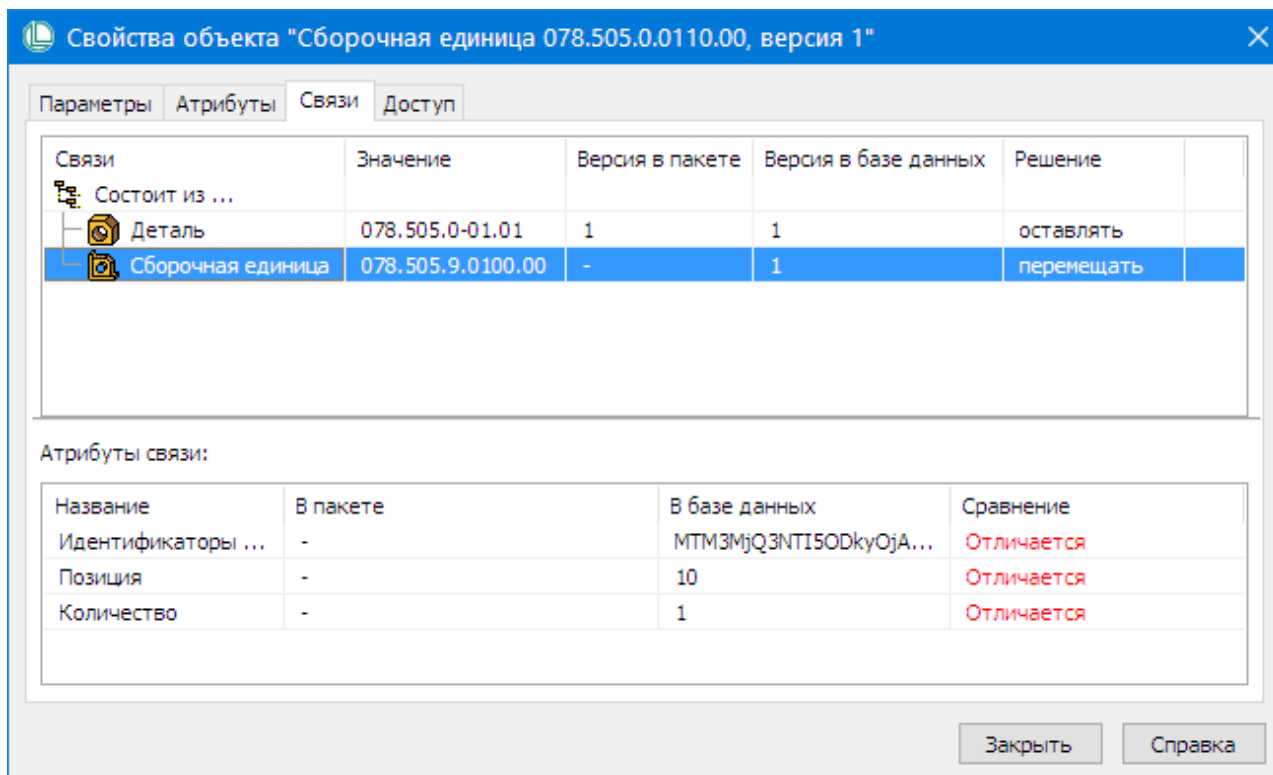 Свойства объекта "Сборочная единица 078.505.0.0110.00, версия 1"
Параметры Атрибуты Связи Доступ
Связи Значение Версия в пакете Версия в базе данных Решение
Состоит из ...
Деталь 078.505.0-01.01 1 1 оставлять
Сборочная единица 078.505.9.0100.00 - 1 перемещать
Атрибуты связи:
Название В пакете В базе данных Сравнение
Идентификаторы ... - MTM3MjQ3NTI5ODkyOjA... Отличается
Позиция - 10 Отличается
Количество - 1 Отличается
Закрыть Справка